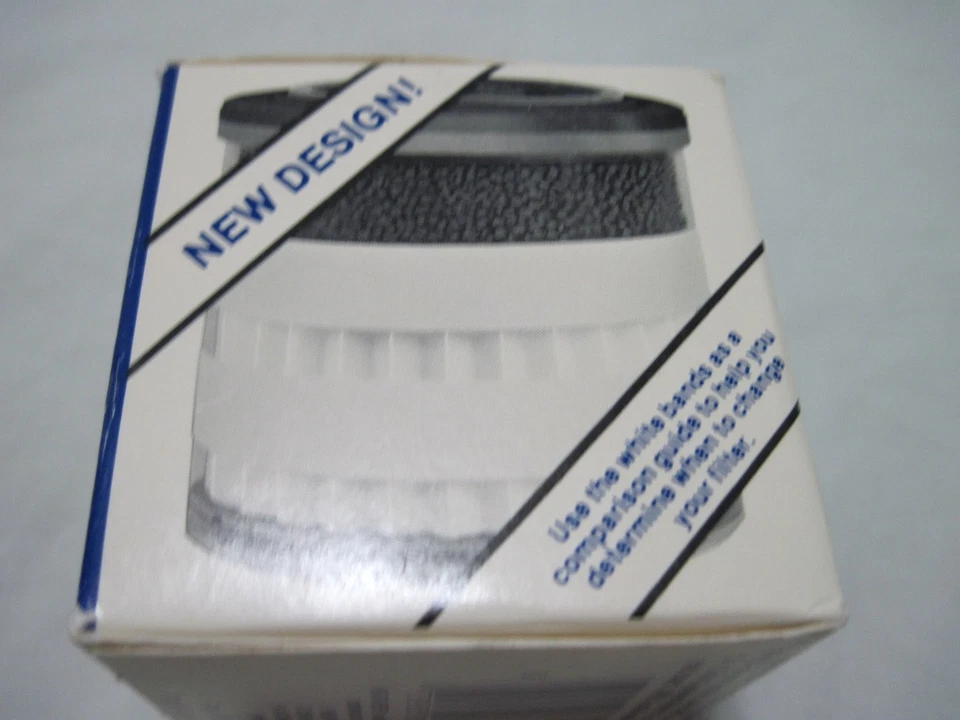 NEW DESIGN!
Use the white bands as a
comparison guide to help you
determine when to change
your filter.